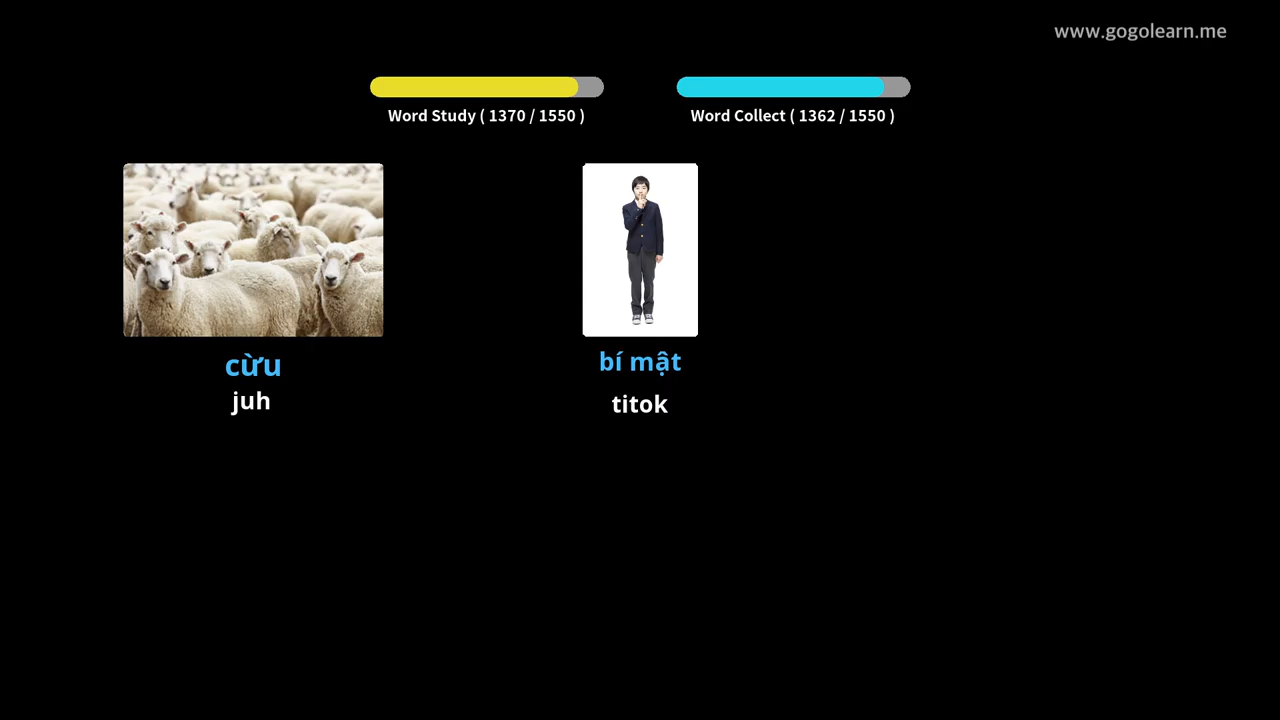 www.gogolearn.me
Word Study ( 1370 / 1550 )
Word Collect ( 1362 / 1550 )
cừu
juh
bí mật
titok